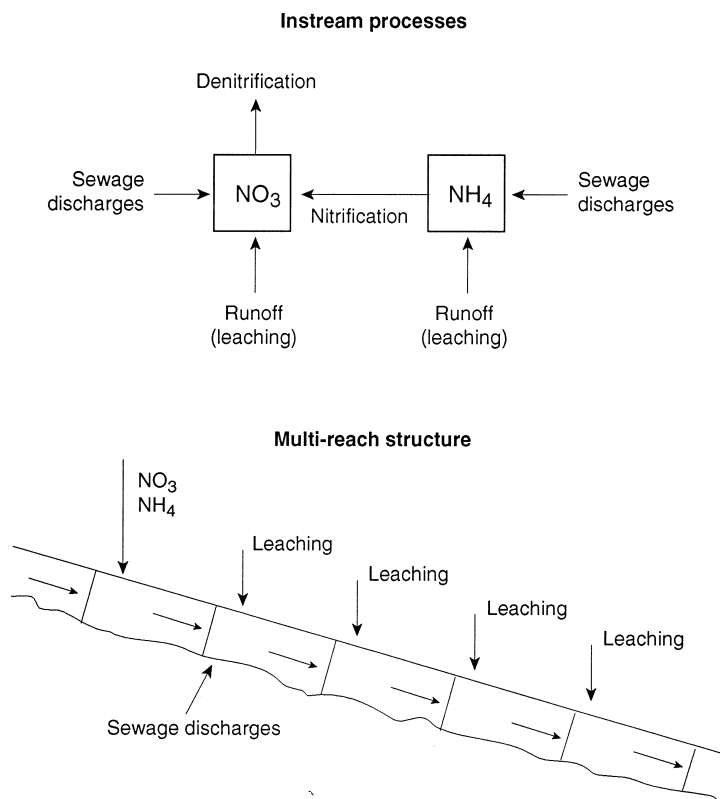 Instream processes
Denitrification
Sewage
discharges
NO3
Nitrification
NH4
Sewage
discharges
Runoff
(leaching)
Runoff
(leaching)
Multi-reach structure
NO3
NH4
Leaching
Leaching
Leaching
Leaching
Sewage discharges